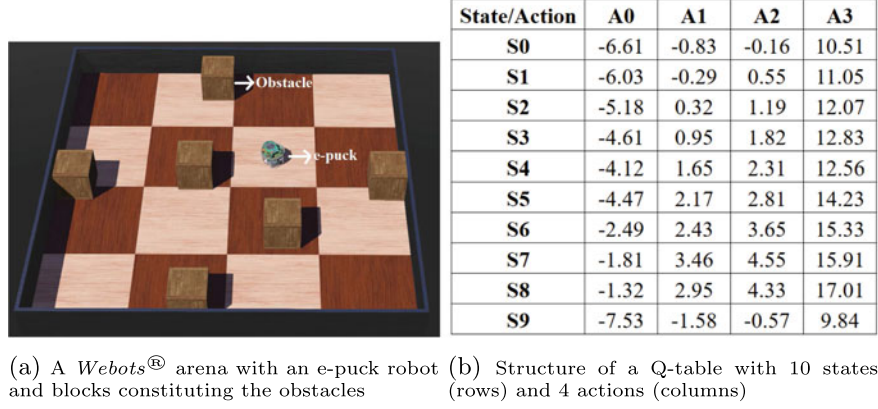 Obstacle
e-puck
State/Action A0 A1 A2 A3
S0 -6.61 -0.83 -0.16 10.51
S1 -6.03 -0.29 0.55 11.05
S2 -5.18 0.32 1.19 12.07
S3 -4.61 0.95 1.82 12.83
S4 -4.12 1.65 2.31 12.56
S5 -4.47 2.17 2.81 14.23
S6 -2.49 2.43 3.65 15.33
S7 -1.81 3.46 4.55 15.91
S8 -1.32 2.95 4.33 17.01
S9 -7.53 -1.58 -0.57 9.84
(a) A Webots® arena with an e-puck robot
and blocks constituting the obstacles
(b) Structure of a Q-table with 10 states
(rows) and 4 actions (columns)